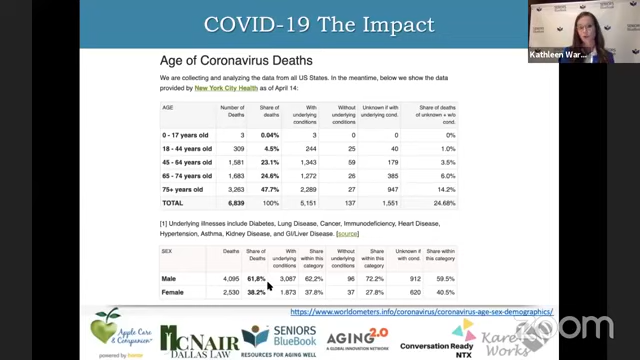 COVID-19 The Impact
Kathleen War...
Age of Coronavirus Deaths
We are collecting and analyzing the data from all US States. In the meantime, below we show the data
provided by New York City Health as of April 14:
AGE Number of Deaths Share of deaths With underlying conditions Without underlying conditions Unknown if with underlying cond. Share of deaths of unknown + w/o cond.
0 - 17 years old 3 0.04% 3 0 0 0%
18 - 44 years old 309 4.5% 244 25 40 1.0%
45 - 64 years old 1,581 23.1% 1,343 59 179 3.5%
65 - 74 years old 1,683 24.6% 1,272 26 385 6.0%
75+ years old 3,263 47.7% 2,289 27 947 14.2%
TOTAL 6,839 100% 5,151 137 1,551 24.68%
[1] Underlying illnesses include Diabetes, Lung Disease, Cancer, Immunodeficiency, Heart Disease,
Hypertension, Asthma, Kidney Disease, and GI/Liver Disease. [source]
SEX Deaths Share of Deaths With underlying conditions Share within this category Without underlying conditions Share within this category Unknown if with cond. Share within this category
Male 4,095 61.8% 3,087 62.2% 96 72.2% 912 59.5%
Female 2,530 38.2% 1,873 37.8% 37 27.8% 620 40.5%
https://www.worldometers.info/coronavirus/coronavirus-age-sex-demographics/
Apple Care & Companion
powered by
MCNAIR
DALLAS LAW
SENIORS
BlueBook
RESOURCES FOR AGING WELL
AGING2.0
A GLOBAL INNOVATION NETWORK
Conversation Ready
NTX
Kare
Works
zoom